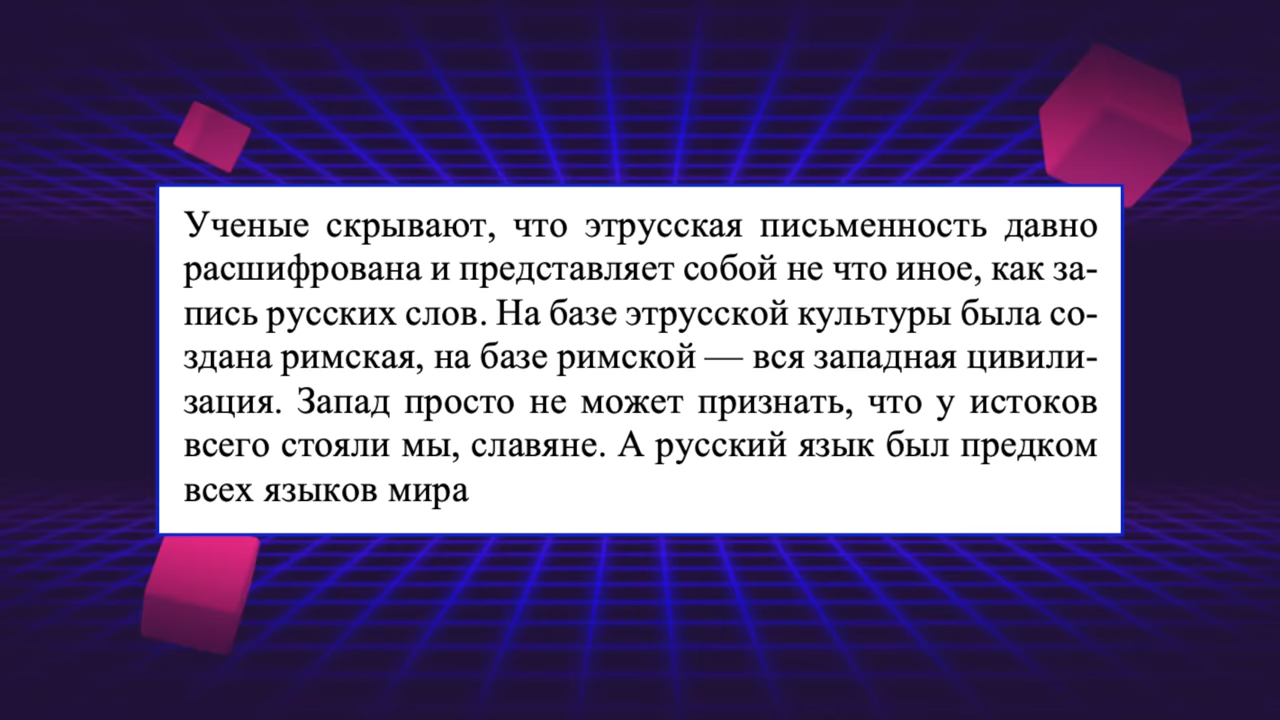 Ученые скрывают, что этрусская письменность давно
расшифрована и представляет собой не что иное, как за-
пись русских слов. На базе этрусской культуры была со-
здана римская, на базе римской — вся западная цивили-
зация. Запад просто не может признать, что у истоков
всего стояли мы, славяне. А русский язык был предком
всех языков мира